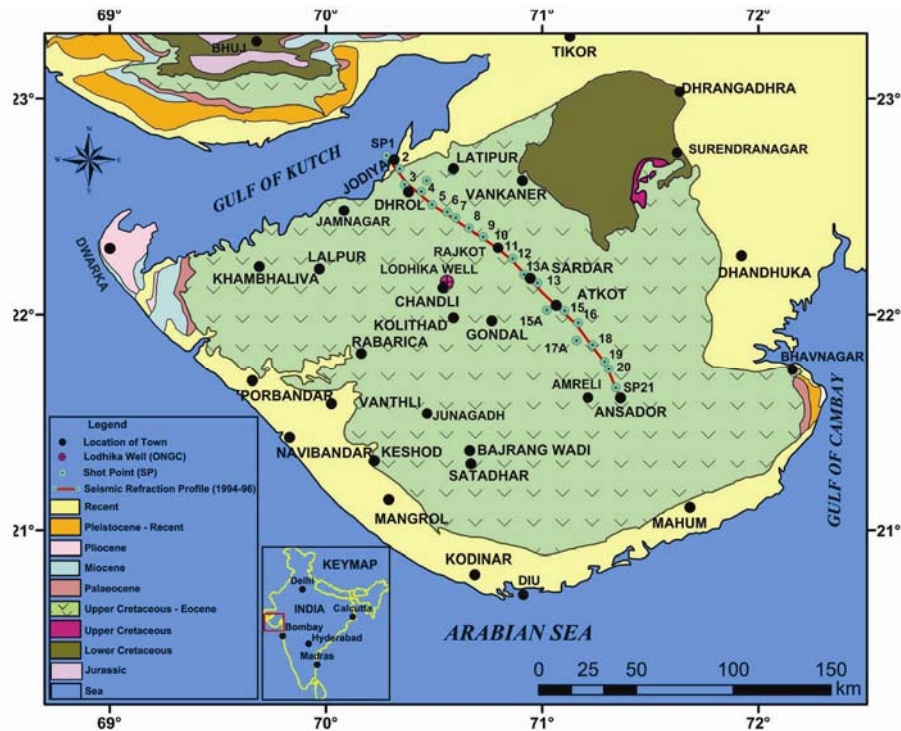 69° 70° 71° 72°
BHUJ
TIKOR
23°
23°
DHRANGADHRA
SURENDRANAGAR
GULF OF KUTCH
SP1
2
JODIYA
3
4
DHROL
LATIPUR
VANKANER
5
6
7
8
9
10
11
12
13A
13
JAMNAGAR
RAJKOT
SARDAR
DWARKA
KHAMBHALIVA
LALPUR
LODHIKA WELL
CHANDLI
ATKOT
DHANDHUKA
22°
22°
KOLITHAD
GONDAL
RABARICA
15A
15
16
17A
18
19
20
SP21
BHAVNAGAR
AMRELI
ANSADOR
PORBANDAR
VANTHLI
JUNAGADH
NAVIBANDAR
KESHOD
BAJRANG WADI
SATADHAR
GULF OF CAMBAY
21°
21°
MANGROL
MAHUM
KODINAR
DIU
ARABIAN SEA
Legend
Location of Town
Lodhika Well (ONGC)
Shot Point (SP)
Seismic Refraction Profile (1994-96)
Recent
Pleistocene - Recent
Pliocene
Miocene
Palaeocene
Upper Cretaceous - Eocene
Upper Cretaceous
Lower Cretaceous
Jurassic
Sea
KEYMAP
Delhi
INDIA
Calcutta
Bombay
Hyderabad
Madras
0 25 50 100 150
km
69° 70° 71° 72°